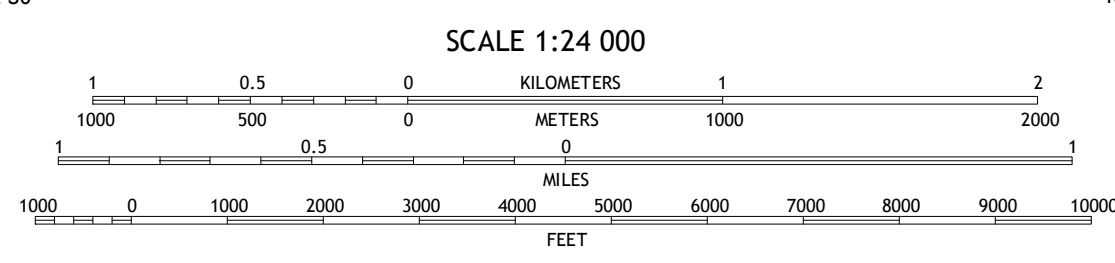 SCALE 1:24 000
1 0.5 0 KILOMETERS 1 2
1000 500 0 METERS 1000 2000
1 0.5 0 1
MILES
1000 0 1000 2000 3000 4000 5000 6000 7000 8000 9000 10000
FEET